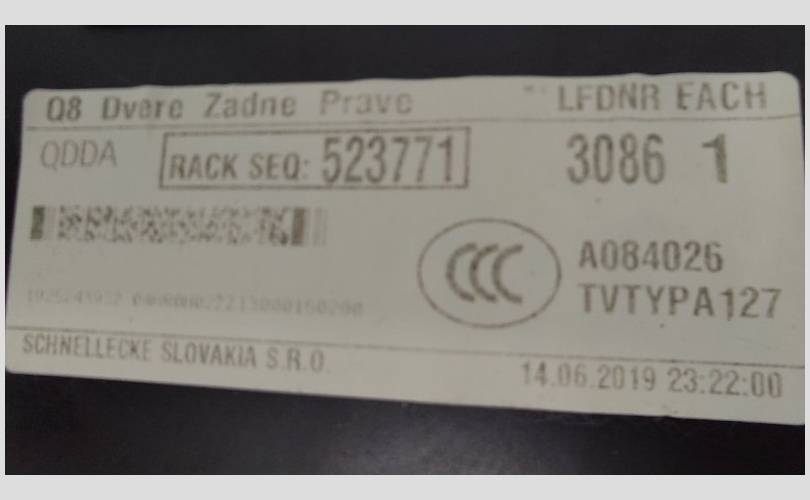 Q8 Dvere Zadne Prave LFDNR EACH
QDDA RACK SEQ: 523771 3086 1
CCC A084026
TVTYPA127
SCHNELLECKE SLOVAKIA S.R.O.
14.06.2019 23:22:00